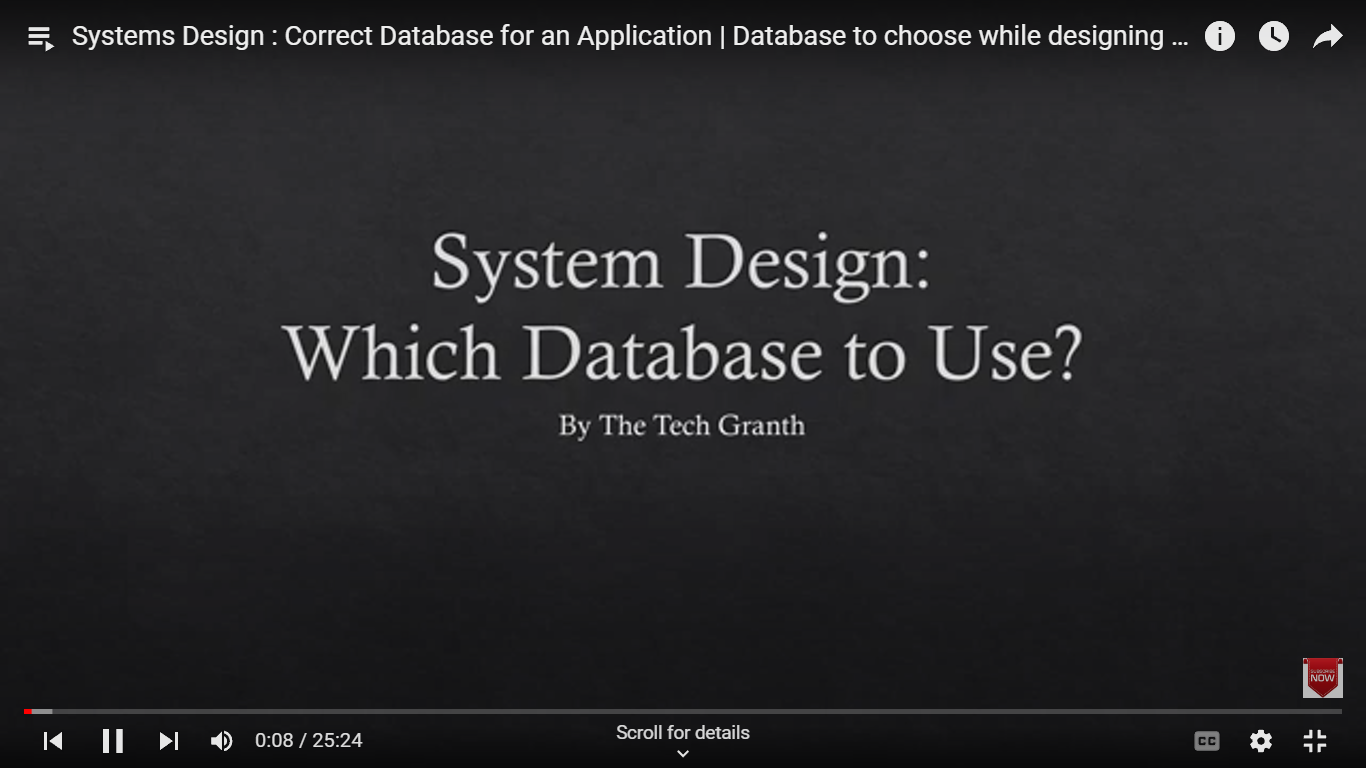 Systems Design : Correct Database for an Application | Database to choose while designing ...
System Design:
Which Database to Use?
By The Tech Granth
SUBSCRIBE
NOW
0:08 / 25:24
Scroll for details
CC